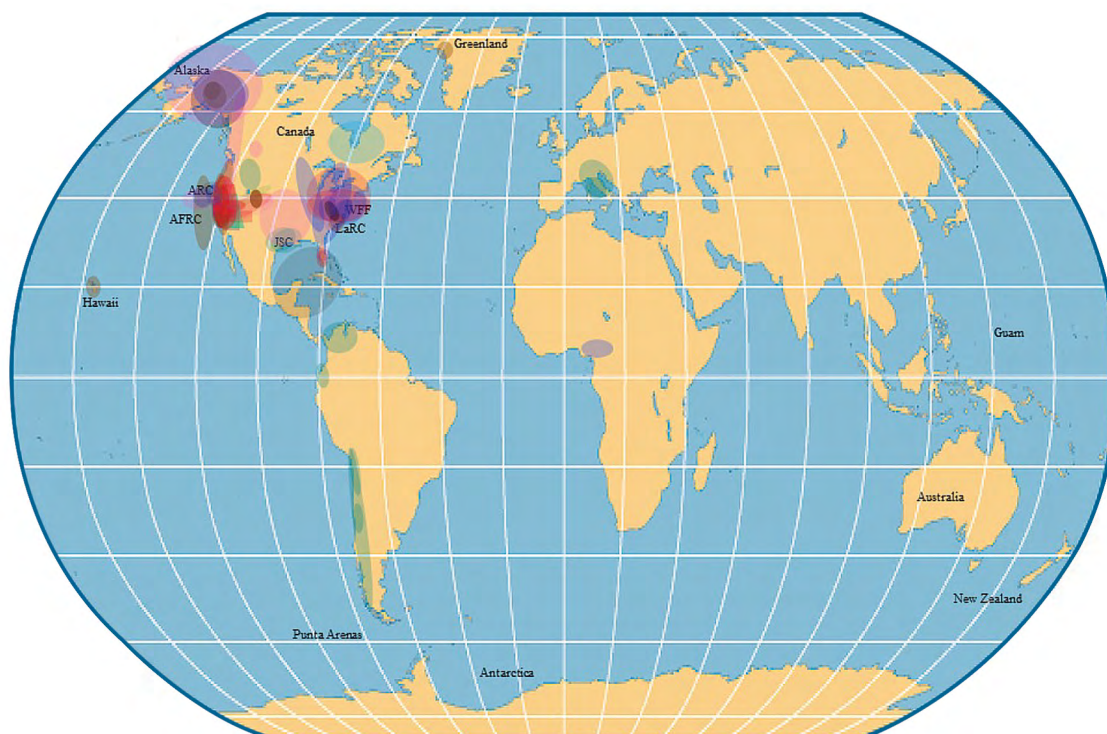 Greenland
Alaska
Canada
ARC
WFF
AFRC
LaRC
JSC
Hawaii
Guam
Australia
New Zealand
Punta Arenas
Antarctica